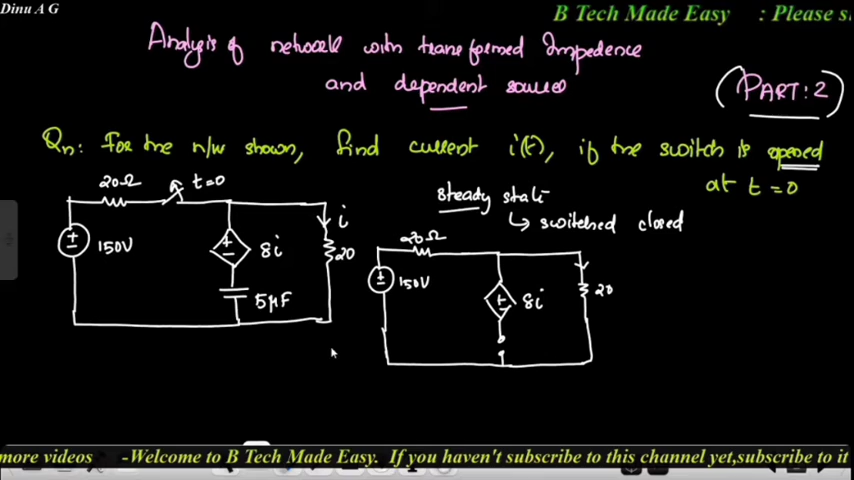 Dinu A G
B Tech Made Easy : Please s
Analysis of network with transformed Impedence
and dependent source
(PART:2)
Qn: For the n/w shown, find current i(t), if the switch is opened
at t = 0
20Ω t=0
steady state
↳ switched closed
i
150V
8i
20
5μF
20Ω
150V
8i
20
more videos -Welcome to B Tech Made Easy. If you haven't subscribe to this channel yet,subscribe to it